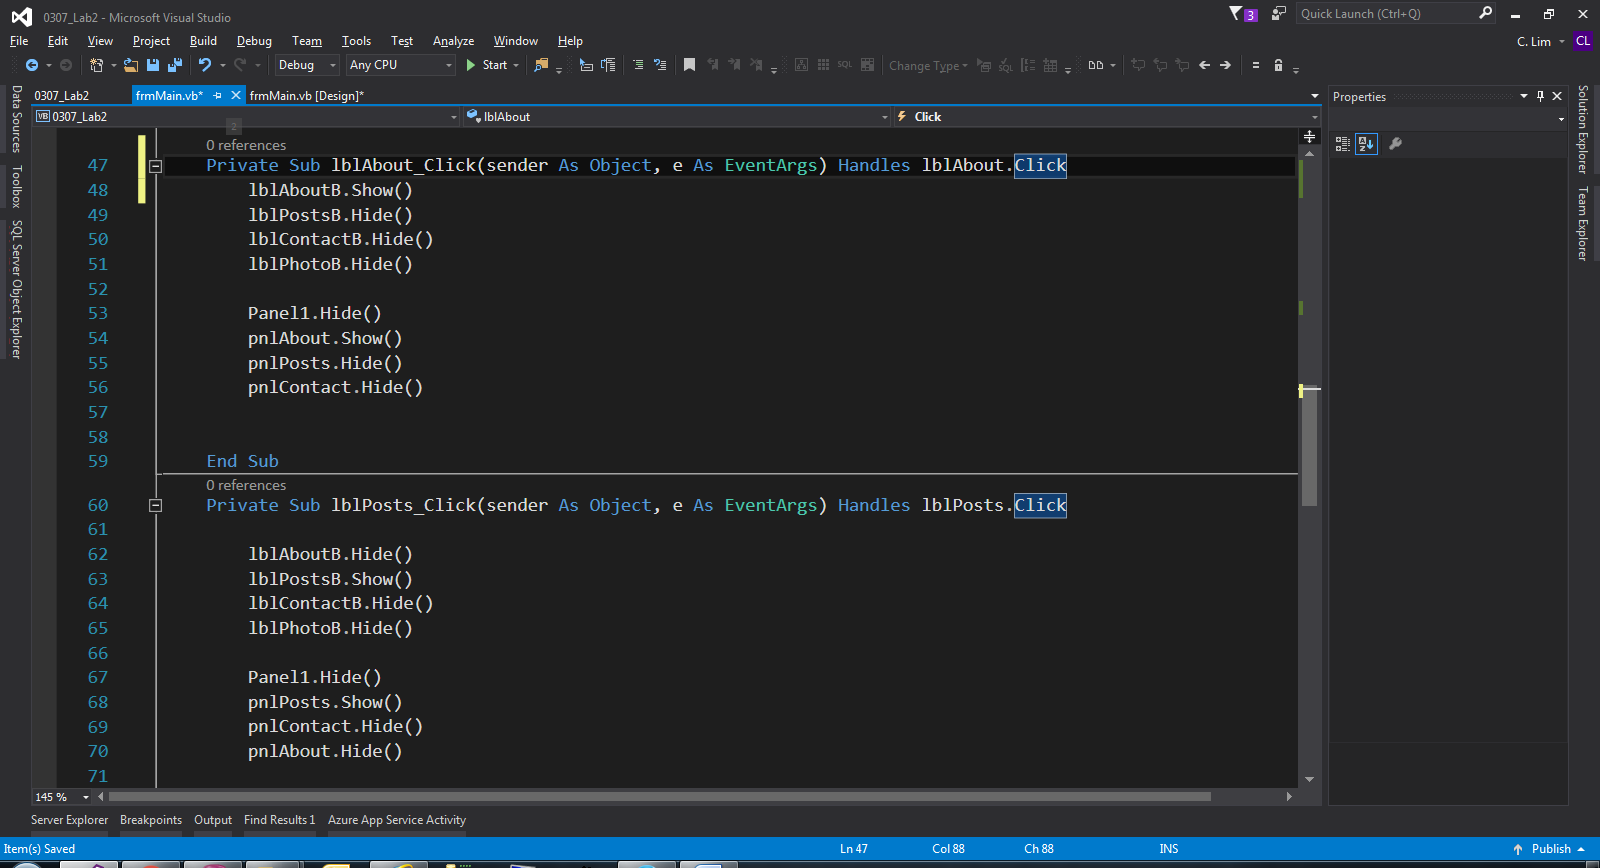 0307_Lab2 - Microsoft Visual Studio
3
Quick Launch (Ctrl+Q)
File Edit View Project Build Debug Team Tools Test Analyze Window Help
C. Lim CL
Debug Any CPU Start SQL Change Type
0307_Lab2 frmMain.vb* frmMain.vb [Design]*
VB 0307_Lab2 lblAbout Click
2
Properties
Data Sources
Toolbox
SQL Server Object Explorer
Solution Explorer
Team Explorer
0 references
47 Private Sub lblAbout_Click(sender As Object, e As EventArgs) Handles lblAbout.Click
48 lblAboutB.Show()
49 lblPostsB.Hide()
50 lblContactB.Hide()
51 lblPhotoB.Hide()
52
53 Panel1.Hide()
54 pnlAbout.Show()
55 pnlPosts.Hide()
56 pnlContact.Hide()
57
58
59 End Sub
0 references
60 Private Sub lblPosts_Click(sender As Object, e As EventArgs) Handles lblPosts.Click
61
62 lblAboutB.Hide()
63 lblPostsB.Show()
64 lblContactB.Hide()
65 lblPhotoB.Hide()
66
67 Panel1.Hide()
68 pnlPosts.Show()
69 pnlContact.Hide()
70 pnlAbout.Hide()
71
145 %
Server Explorer Breakpoints Output Find Results 1 Azure App Service Activity
Item(s) Saved Ln 47 Col 88 Ch 88 INS Publish